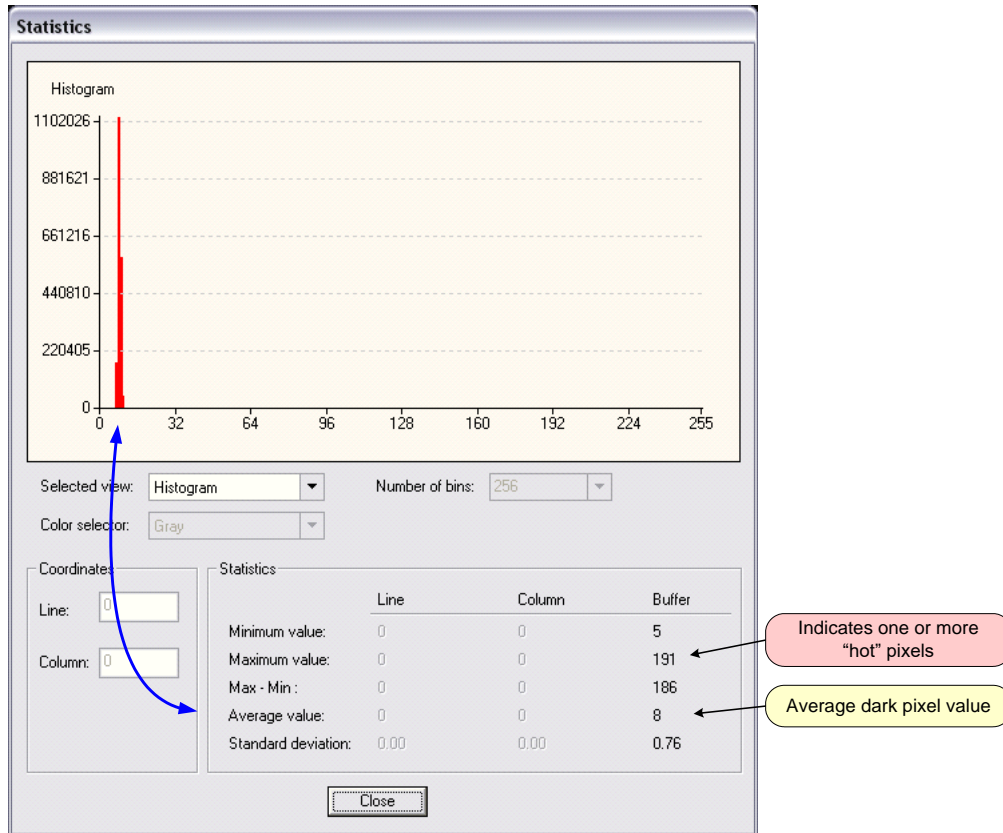 Statistics
Histogram
1102026
881621
661216
440810
220405
0
0 32 64 96 128 160 192 224 255
Selected view: Histogram Number of bins: 256
Color selector: Gray
Coordinates
Line: 0
Column: 0
Statistics
Line Column Buffer
Minimum value: 0 0 5
Maximum value: 0 0 191
Max - Min : 0 0 186
Average value: 0 0 8
Standard deviation: 0.00 0.00 0.76
Indicates one or more
“hot” pixels
Average dark pixel value
Close